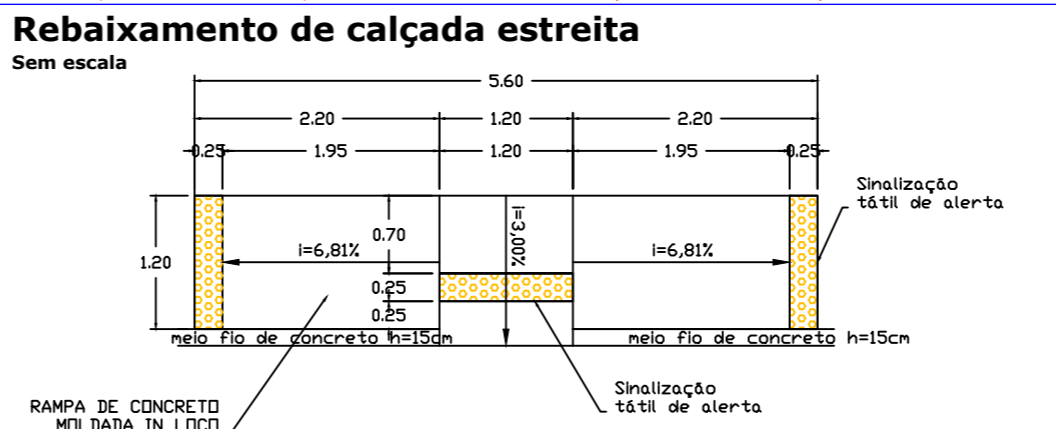 Rebaixamento de calçada estreita
Sem escala
5.60
2.20 1.20 2.20
0.25 1.95 1.20 1.95 0.25
Sinalização
tátil de alerta
1.20
i=6,81%
0.70
i=3,00%
i=6,81%
0.25
0.25
meio fio de concreto h=15cm
meio fio de concreto h=15cm
Sinalização
tátil de alerta
RAMPA DE CONCRETO
MOLDADA IN LOCO